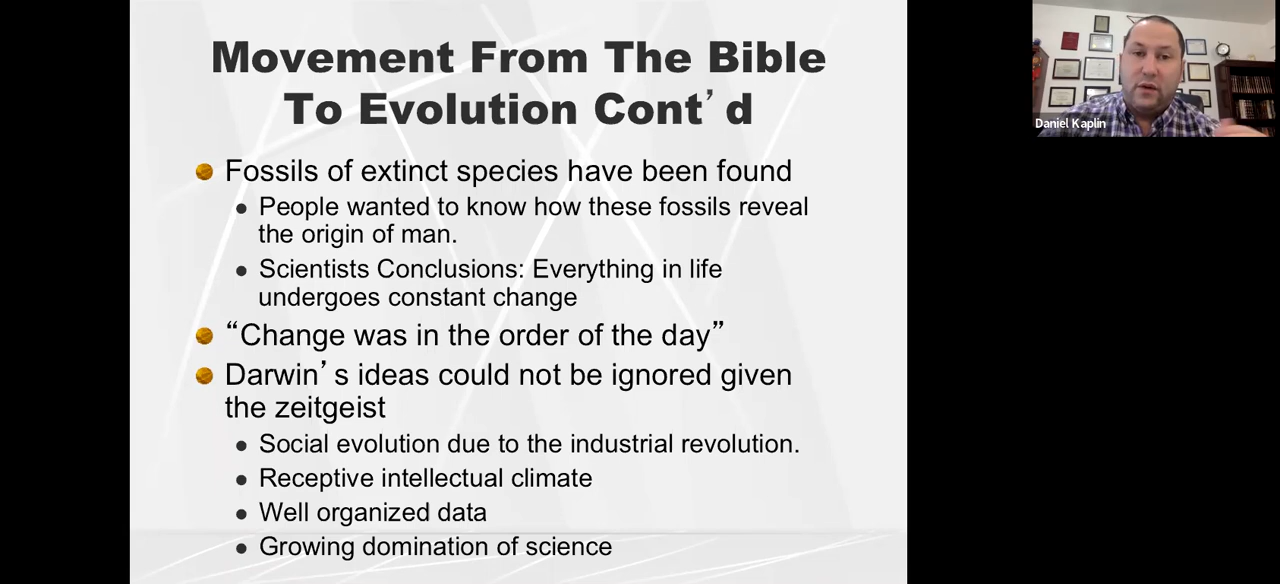 Movement From The Bible
To Evolution Cont’d
Fossils of extinct species have been found
People wanted to know how these fossils reveal
the origin of man.
Scientists Conclusions: Everything in life
undergoes constant change
“Change was in the order of the day”
Darwin’s ideas could not be ignored given
the zeitgeist
Social evolution due to the industrial revolution.
Receptive intellectual climate
Well organized data
Growing domination of science
Daniel Kaplin